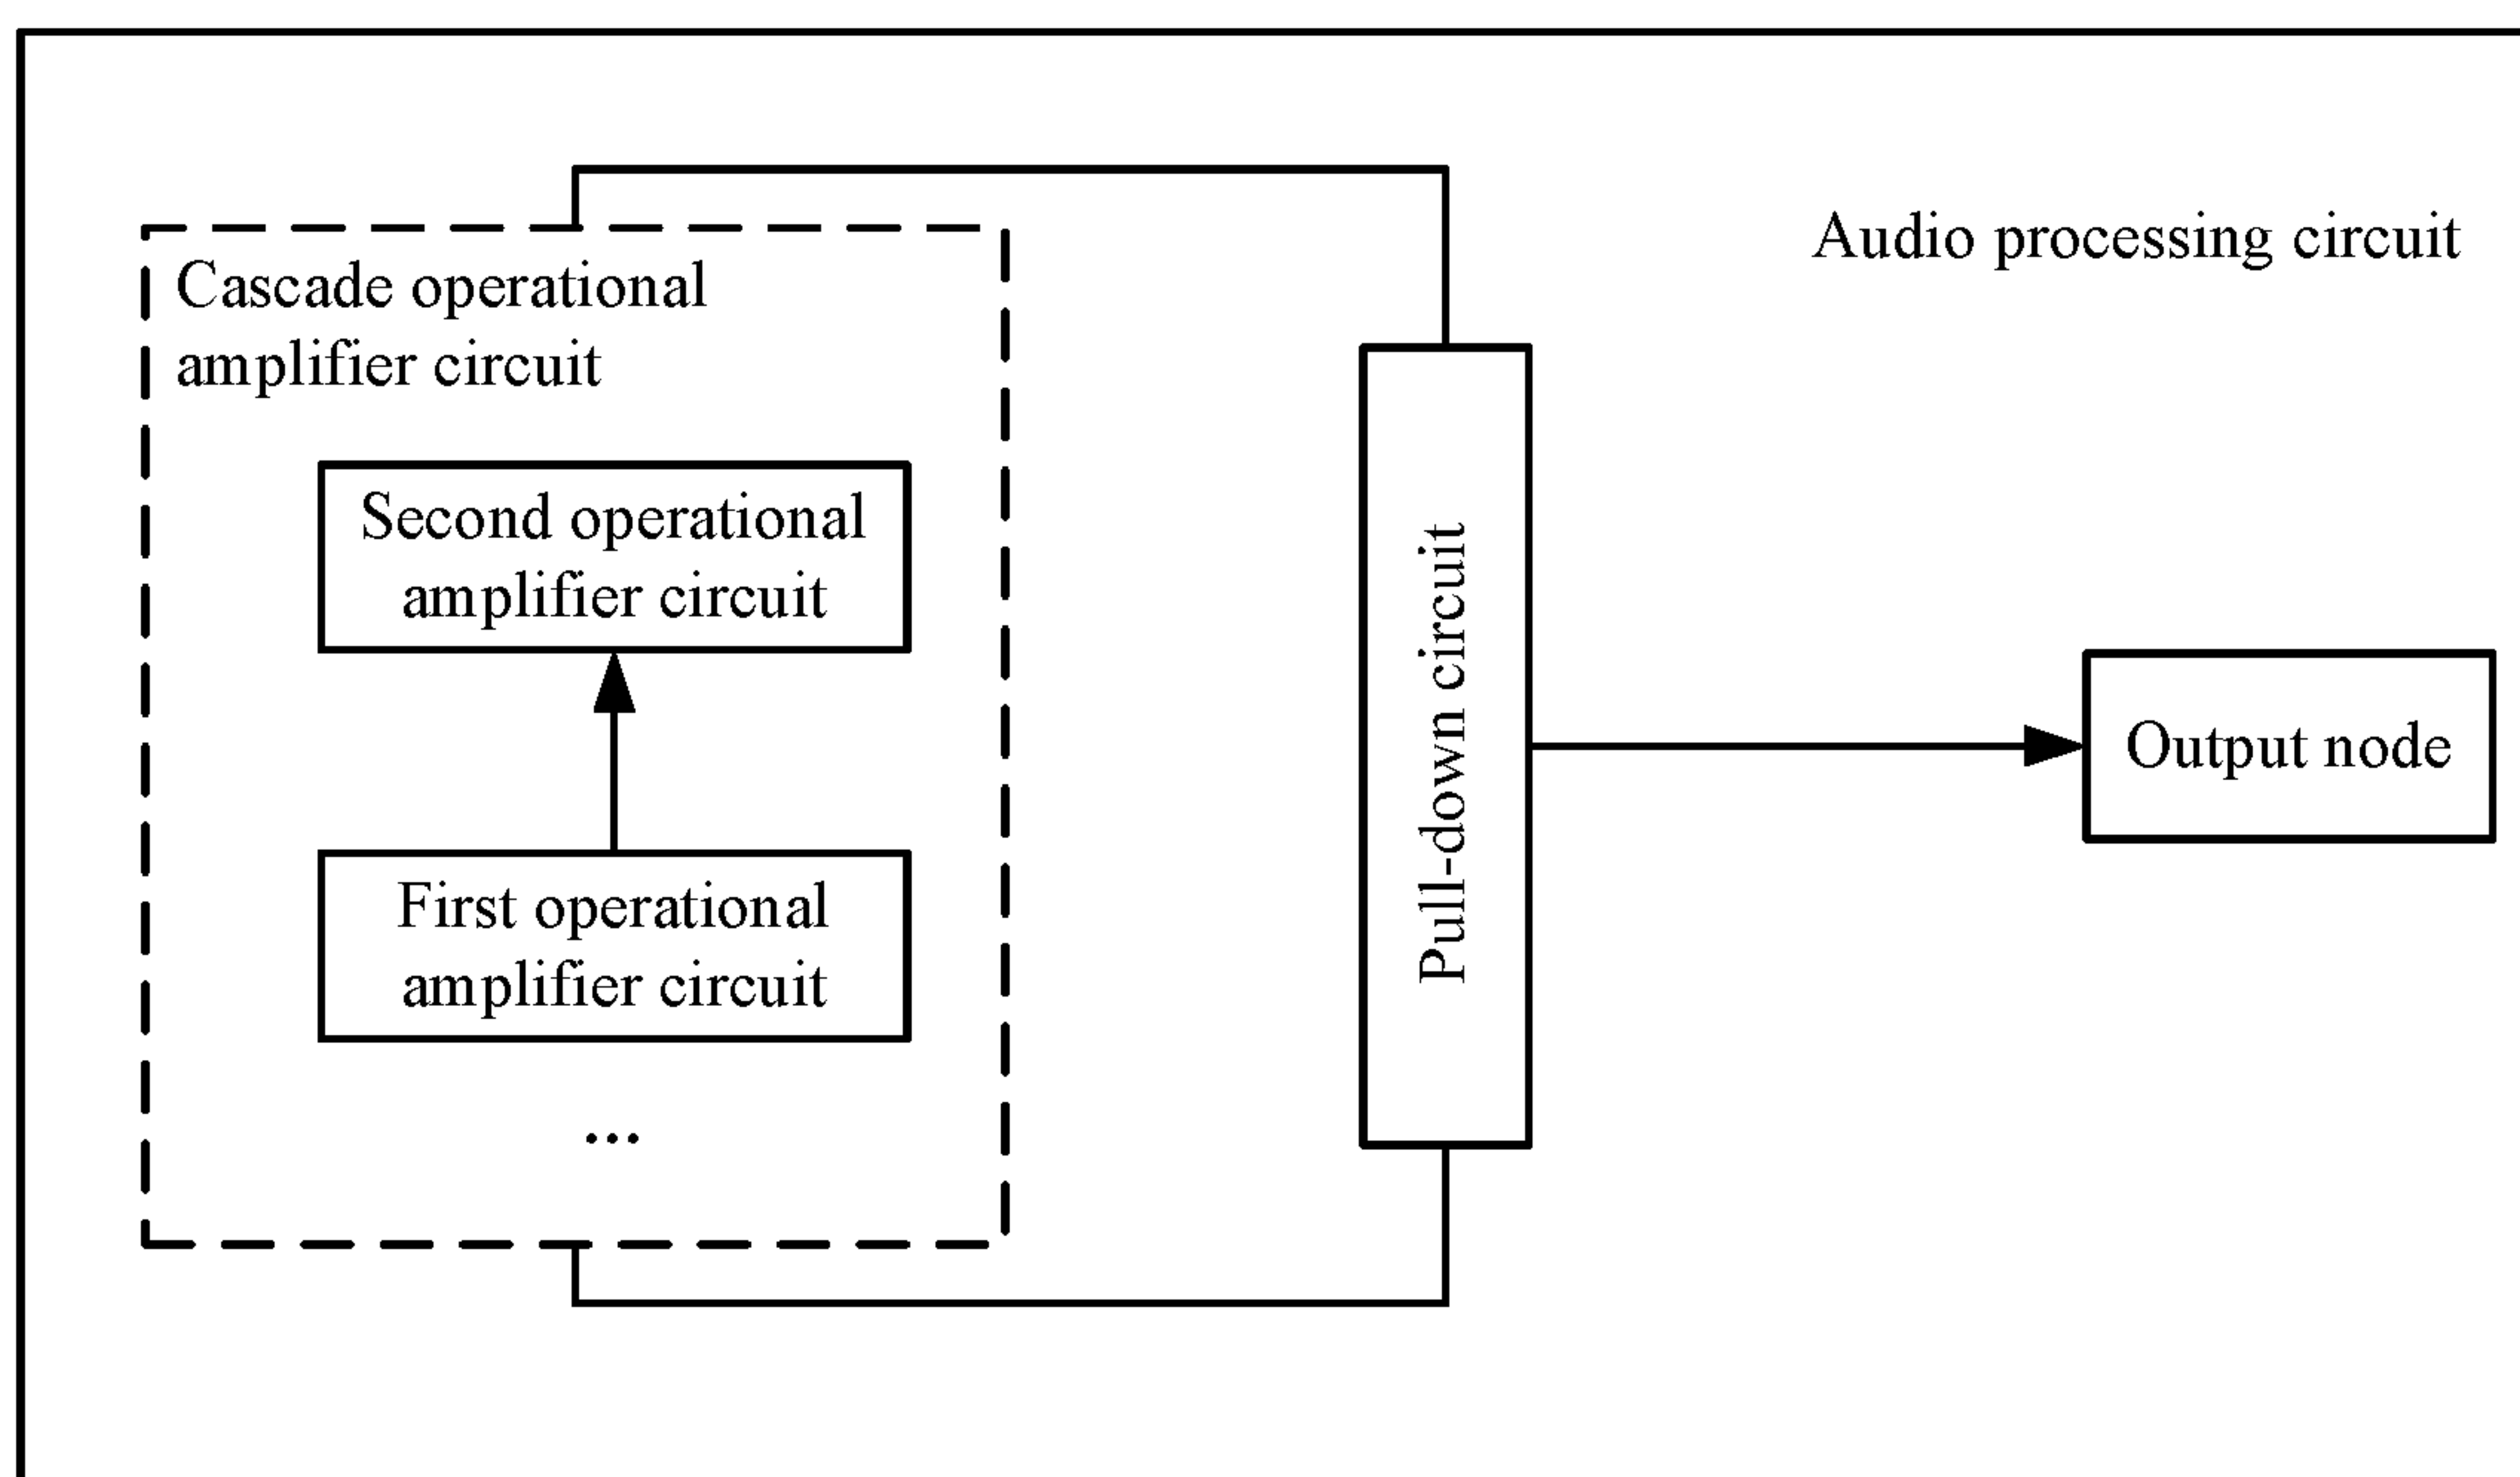 Audio processing circuit
Cascade operational
amplifier circuit
Second operational
amplifier circuit
First operational
amplifier circuit
...
Pull-down circuit
Output node